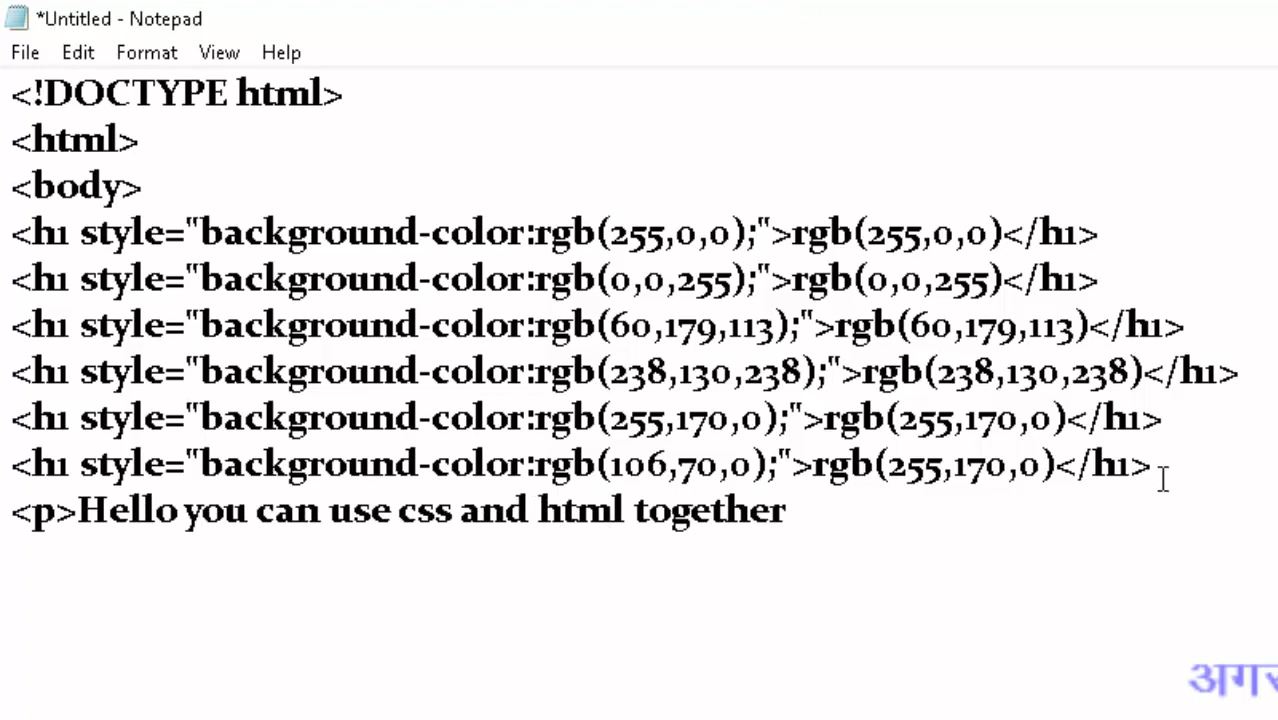 *Untitled - Notepad
File Edit Format View Help
<!DOCTYPE html>
<html>
<body>
<h1 style="background-color:rgb(255,0,0);">rgb(255,0,0)</h1>
<h1 style="background-color:rgb(0,0,255);">rgb(0,0,255)</h1>
<h1 style="background-color:rgb(60,179,113);">rgb(60,179,113)</h1>
<h1 style="background-color:rgb(238,130,238);">rgb(238,130,238)</h1>
<h1 style="background-color:rgb(255,170,0);">rgb(255,170,0)</h1>
<h1 style="background-color:rgb(106,70,0);">rgb(255,170,0)</h1>
<p>Hello you can use css and html together